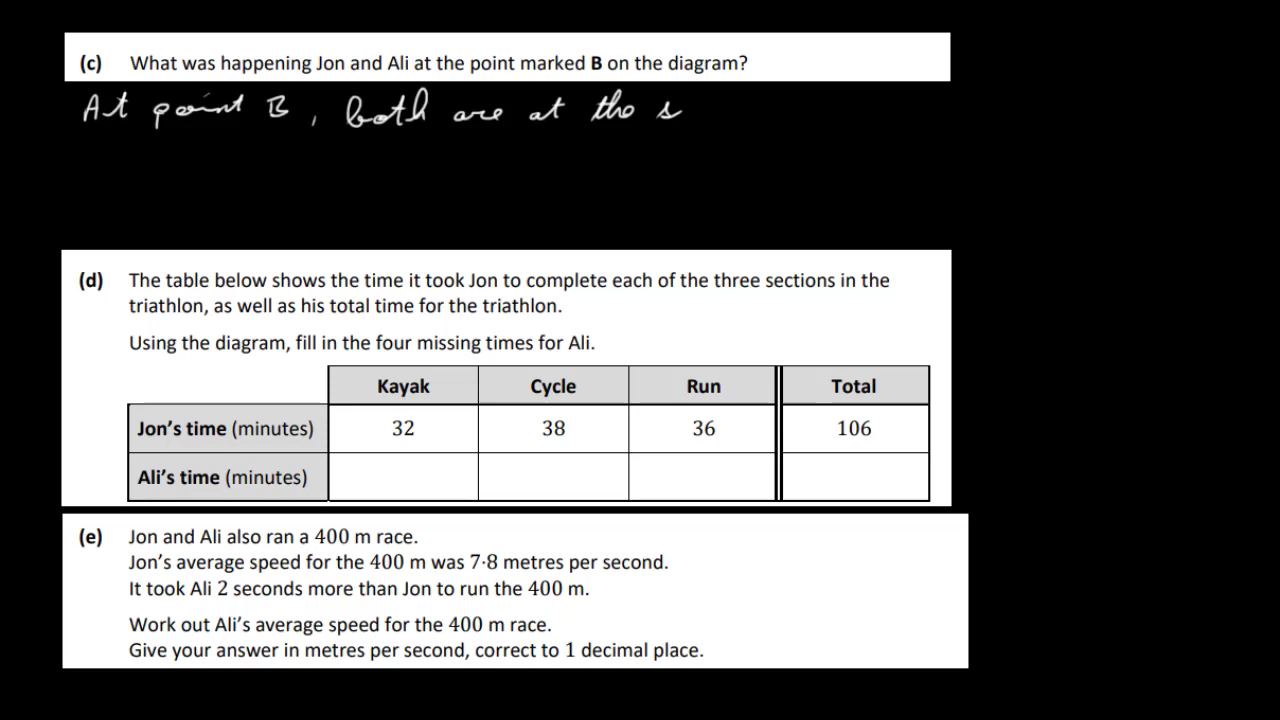 (c) What was happening Jon and Ali at the point marked B on the diagram?
At point B, both are at the s
(d) The table below shows the time it took Jon to complete each of the three sections in the
triathlon, as well as his total time for the triathlon.
Using the diagram, fill in the four missing times for Ali.
Kayak Cycle Run Total
Jon's time (minutes) 32 38 36 106
Ali's time (minutes)
(e) Jon and Ali also ran a 400 m race.
Jon's average speed for the 400 m was 7·8 metres per second.
It took Ali 2 seconds more than Jon to run the 400 m.
Work out Ali's average speed for the 400 m race.
Give your answer in metres per second, correct to 1 decimal place.